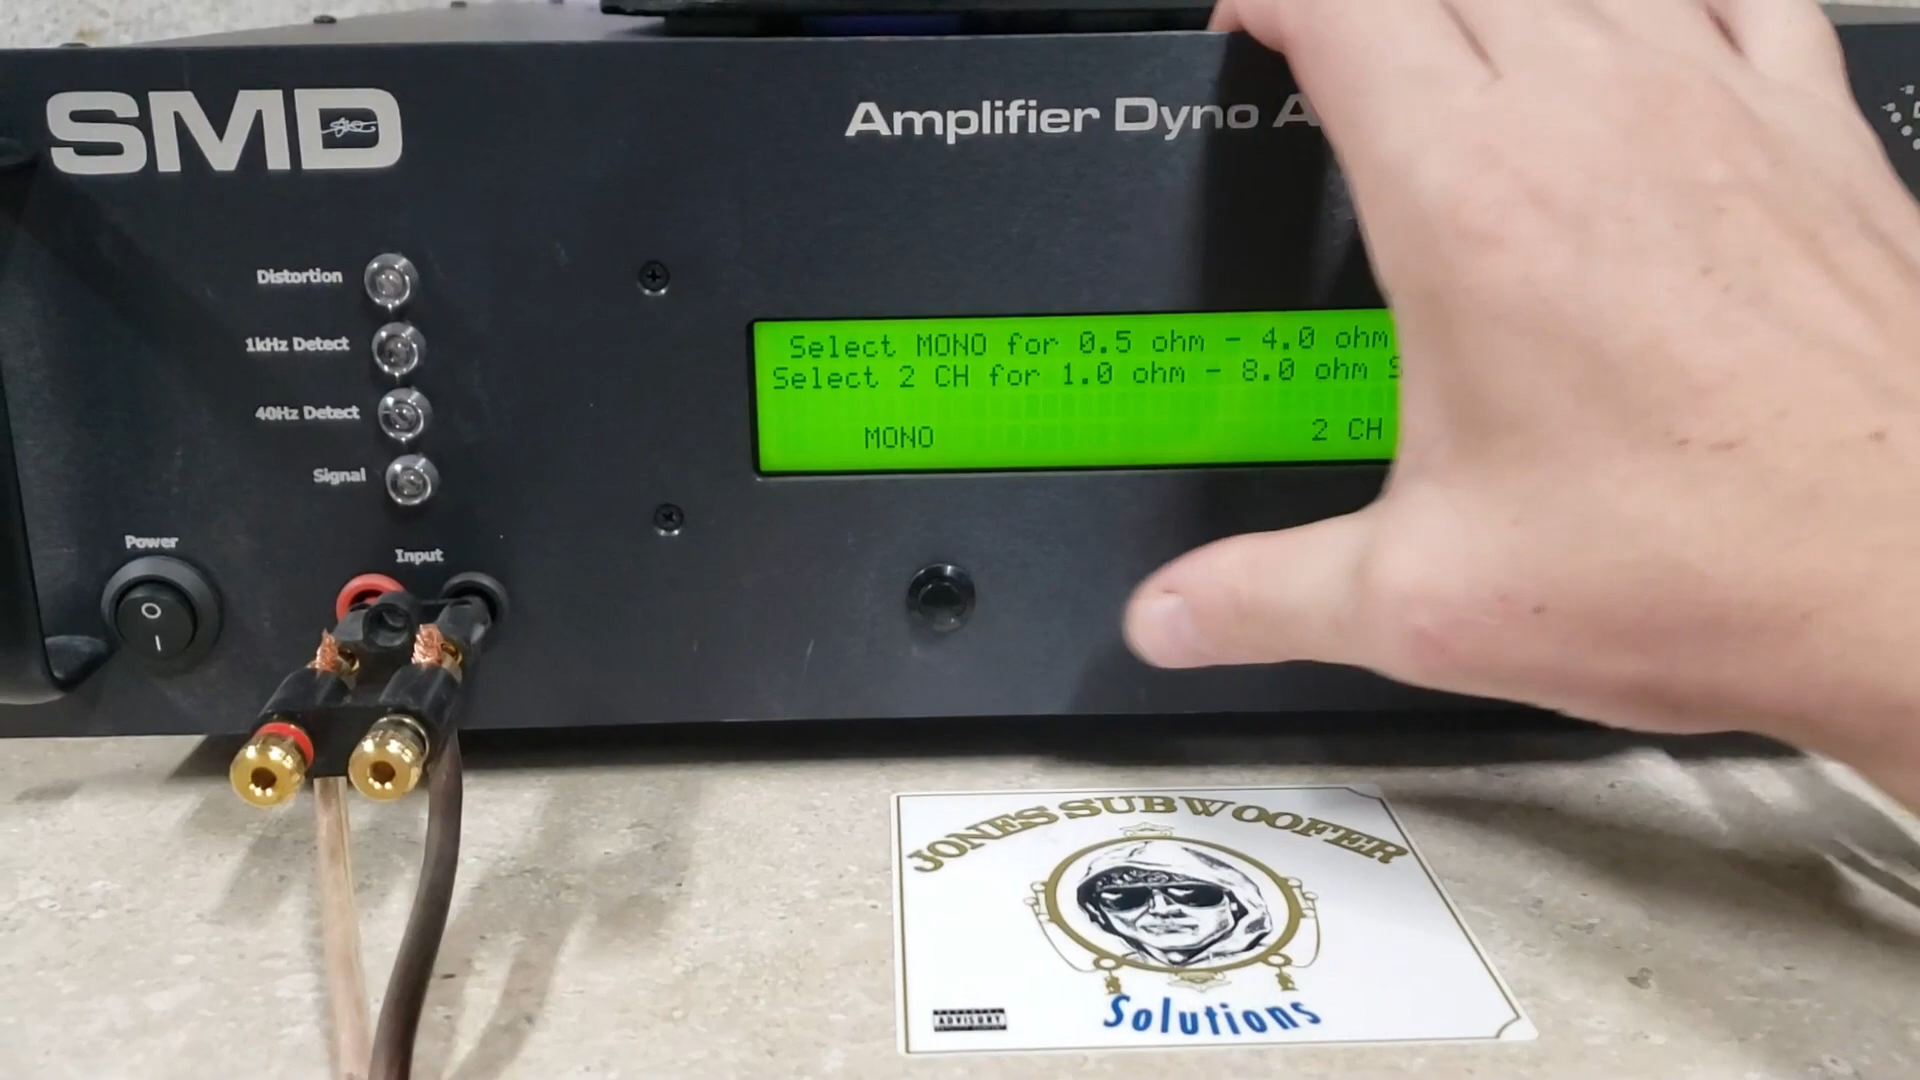 SMD
Amplifier Dyno
Distortion
1kHz Detect
40Hz Detect
Signal
Power
Input
Select MONO for 0.5 ohm - 4.0 ohm
Select 2 CH for 1.0 ohm - 8.0 ohm
MONO 2 CH
JONES SUBWOOFER
ADVISORY
Solutions